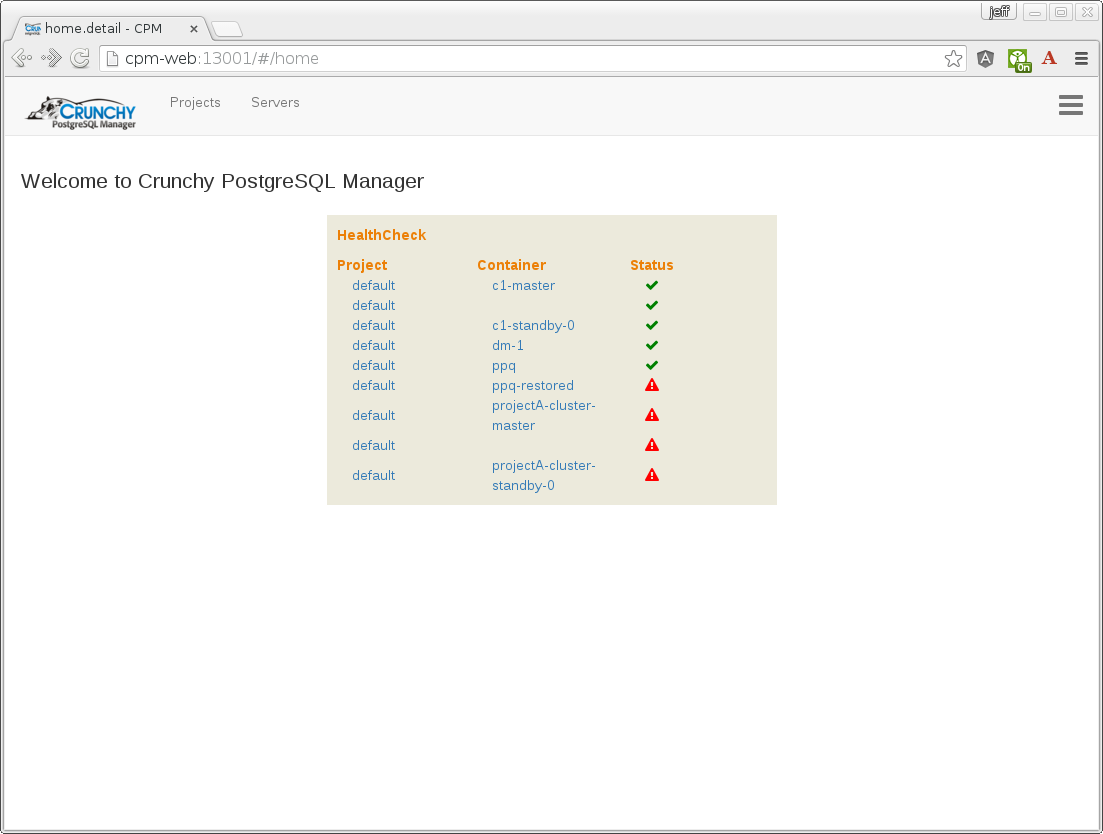 jeff
home.detail - CPM
cpm-web:13001/#/home
On
A
CRUNCHY
PostgreSQL Manager
Projects
Servers
Welcome to Crunchy PostgreSQL Manager
HealthCheck
Project Container Status
default c1-master
default
default c1-standby-0
default dm-1
default ppq
default ppq-restored
default projectA-cluster-
master
default
default projectA-cluster-
standby-0